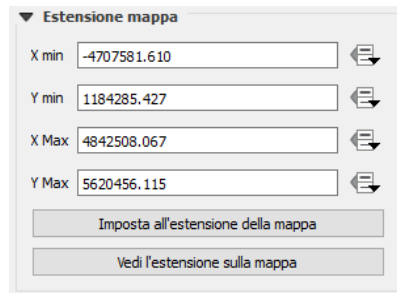 Estensione mappa
X min -4707581.610
Y min 1184285.427
X Max 4842508.067
Y Max 5620456.115
Imposta all'estensione della mappa
Vedi l'estensione sulla mappa